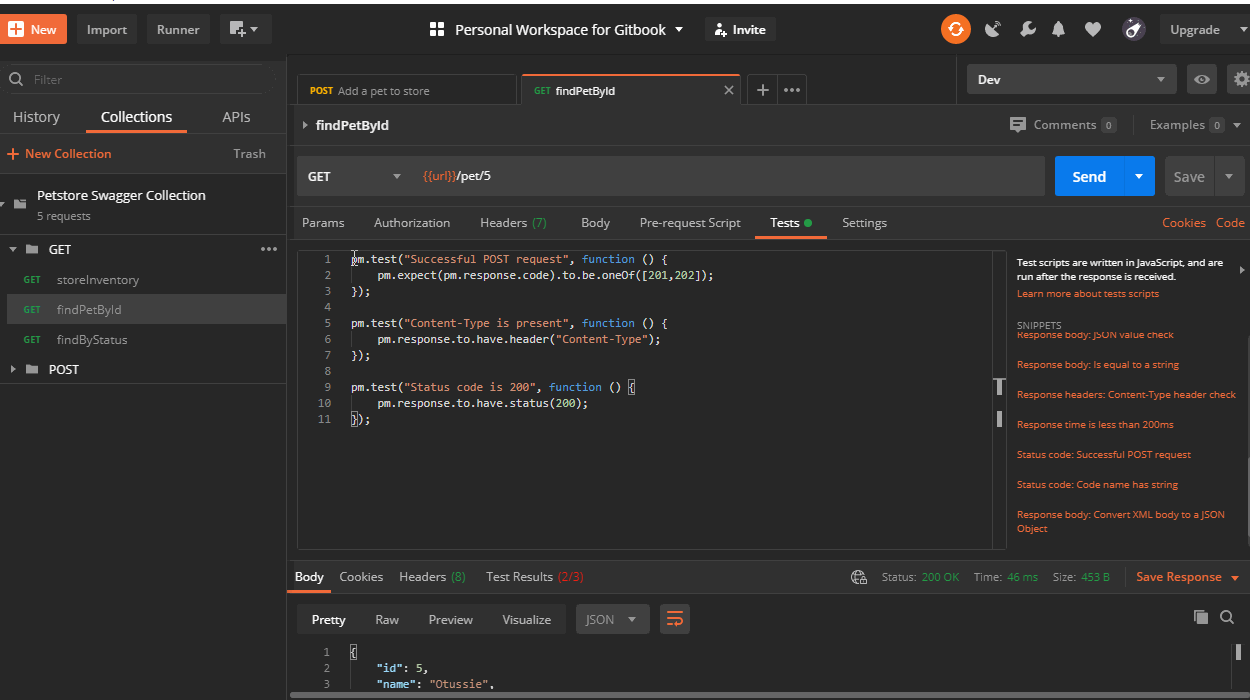 New Import Runner Personal Workspace for Gitbook Invite Upgrade
Filter
History Collections APIs
New Collection Trash
Petstore Swagger Collection
5 requests
GET
GET storeInventory
GET findPetById
GET findByStatus
POST
POST Add a pet to store GET findPetById Dev
findPetById Comments 0 Examples 0
GET {{url}}/pet/5 Send Save
Params Authorization Headers (7) Body Pre-request Script Tests Settings Cookies Code
1 pm.test("Successful POST request", function () {
2 pm.expect(pm.response.code).to.be.oneOf([201,202]);
3 });
4
5 pm.test("Content-Type is present", function () {
6 pm.response.to.have.header("Content-Type");
7 });
8
9 pm.test("Status code is 200", function () {
10 pm.response.to.have.status(200);
11 });
Test scripts are written in JavaScript, and are
run after the response is received.
Learn more about tests scripts
SNIPPETS
Response body: JSON value check
Response body: Is equal to a string
Response headers: Content-Type header check
Response time is less than 200ms
Status code: Successful POST request
Status code: Code name has string
Response body: Convert XML body to a JSON
Object
Body Cookies Headers (8) Test Results (2/3) Status: 200 OK Time: 46 ms Size: 453 B Save Response
Pretty Raw Preview Visualize JSON
1 {
2 "id": 5,
3 "name": "Otussie",